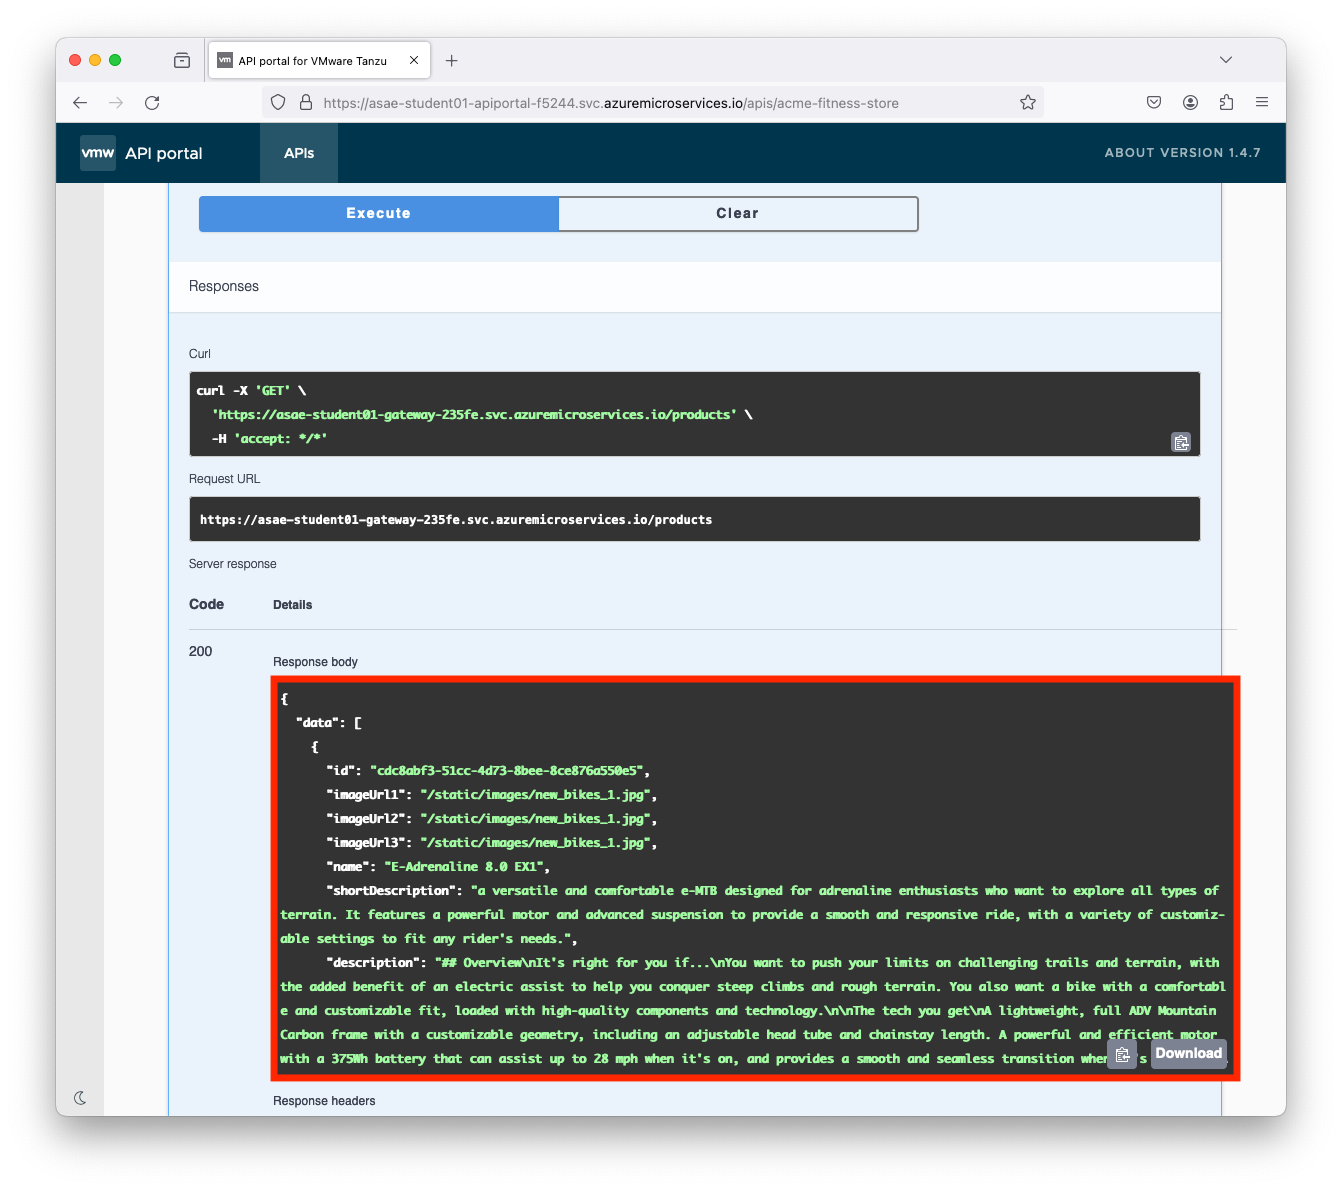 vm API portal for VMware Tanzu
https://asae-student01-apiportal-f5244.svc.azuremicroservices.io/apis/acme-fitness-store
vmw API portal APIs ABOUT VERSION 1.4.7
Execute Clear
Responses
Curl
curl -X 'GET' \
'https://asae-student01-gateway-235fe.svc.azuremicroservices.io/products' \
-H 'accept: */*'
Request URL
https://asae-student01-gateway-235fe.svc.azuremicroservices.io/products
Server response
Code Details
200
Response body
{
"data": [
{
"id": "cdc8abf3-51cc-4d73-8bee-8ce876a550e5",
"imageUrl1": "/static/images/new_bikes_1.jpg",
"imageUrl2": "/static/images/new_bikes_1.jpg",
"imageUrl3": "/static/images/new_bikes_1.jpg",
"name": "E-Adrenaline 8.0 EX1",
"shortDescription": "a versatile and comfortable e-MTB designed for adrenaline enthusiasts who want to explore all types of
terrain. It features a powerful motor and advanced suspension to provide a smooth and responsive ride, with a variety of customiz-
able settings to fit any rider's needs.",
"description": "## Overview\nIt's right for you if...\nYou want to push your limits on challenging trails and terrain, with
the added benefit of an electric assist to help you conquer steep climbs and rough terrain. You also want a bike with a comfortabl
e and customizable fit, loaded with high-quality components and technology.\n\nThe tech you get\nA lightweight, full ADV Mountain
Carbon frame with a customizable geometry, including an adjustable head tube and chainstay length. A powerful and efficient motor
with a 375Wh battery that can assist up to 28 mph when it's on, and provides a smooth and seamless transition when
Download
Response headers